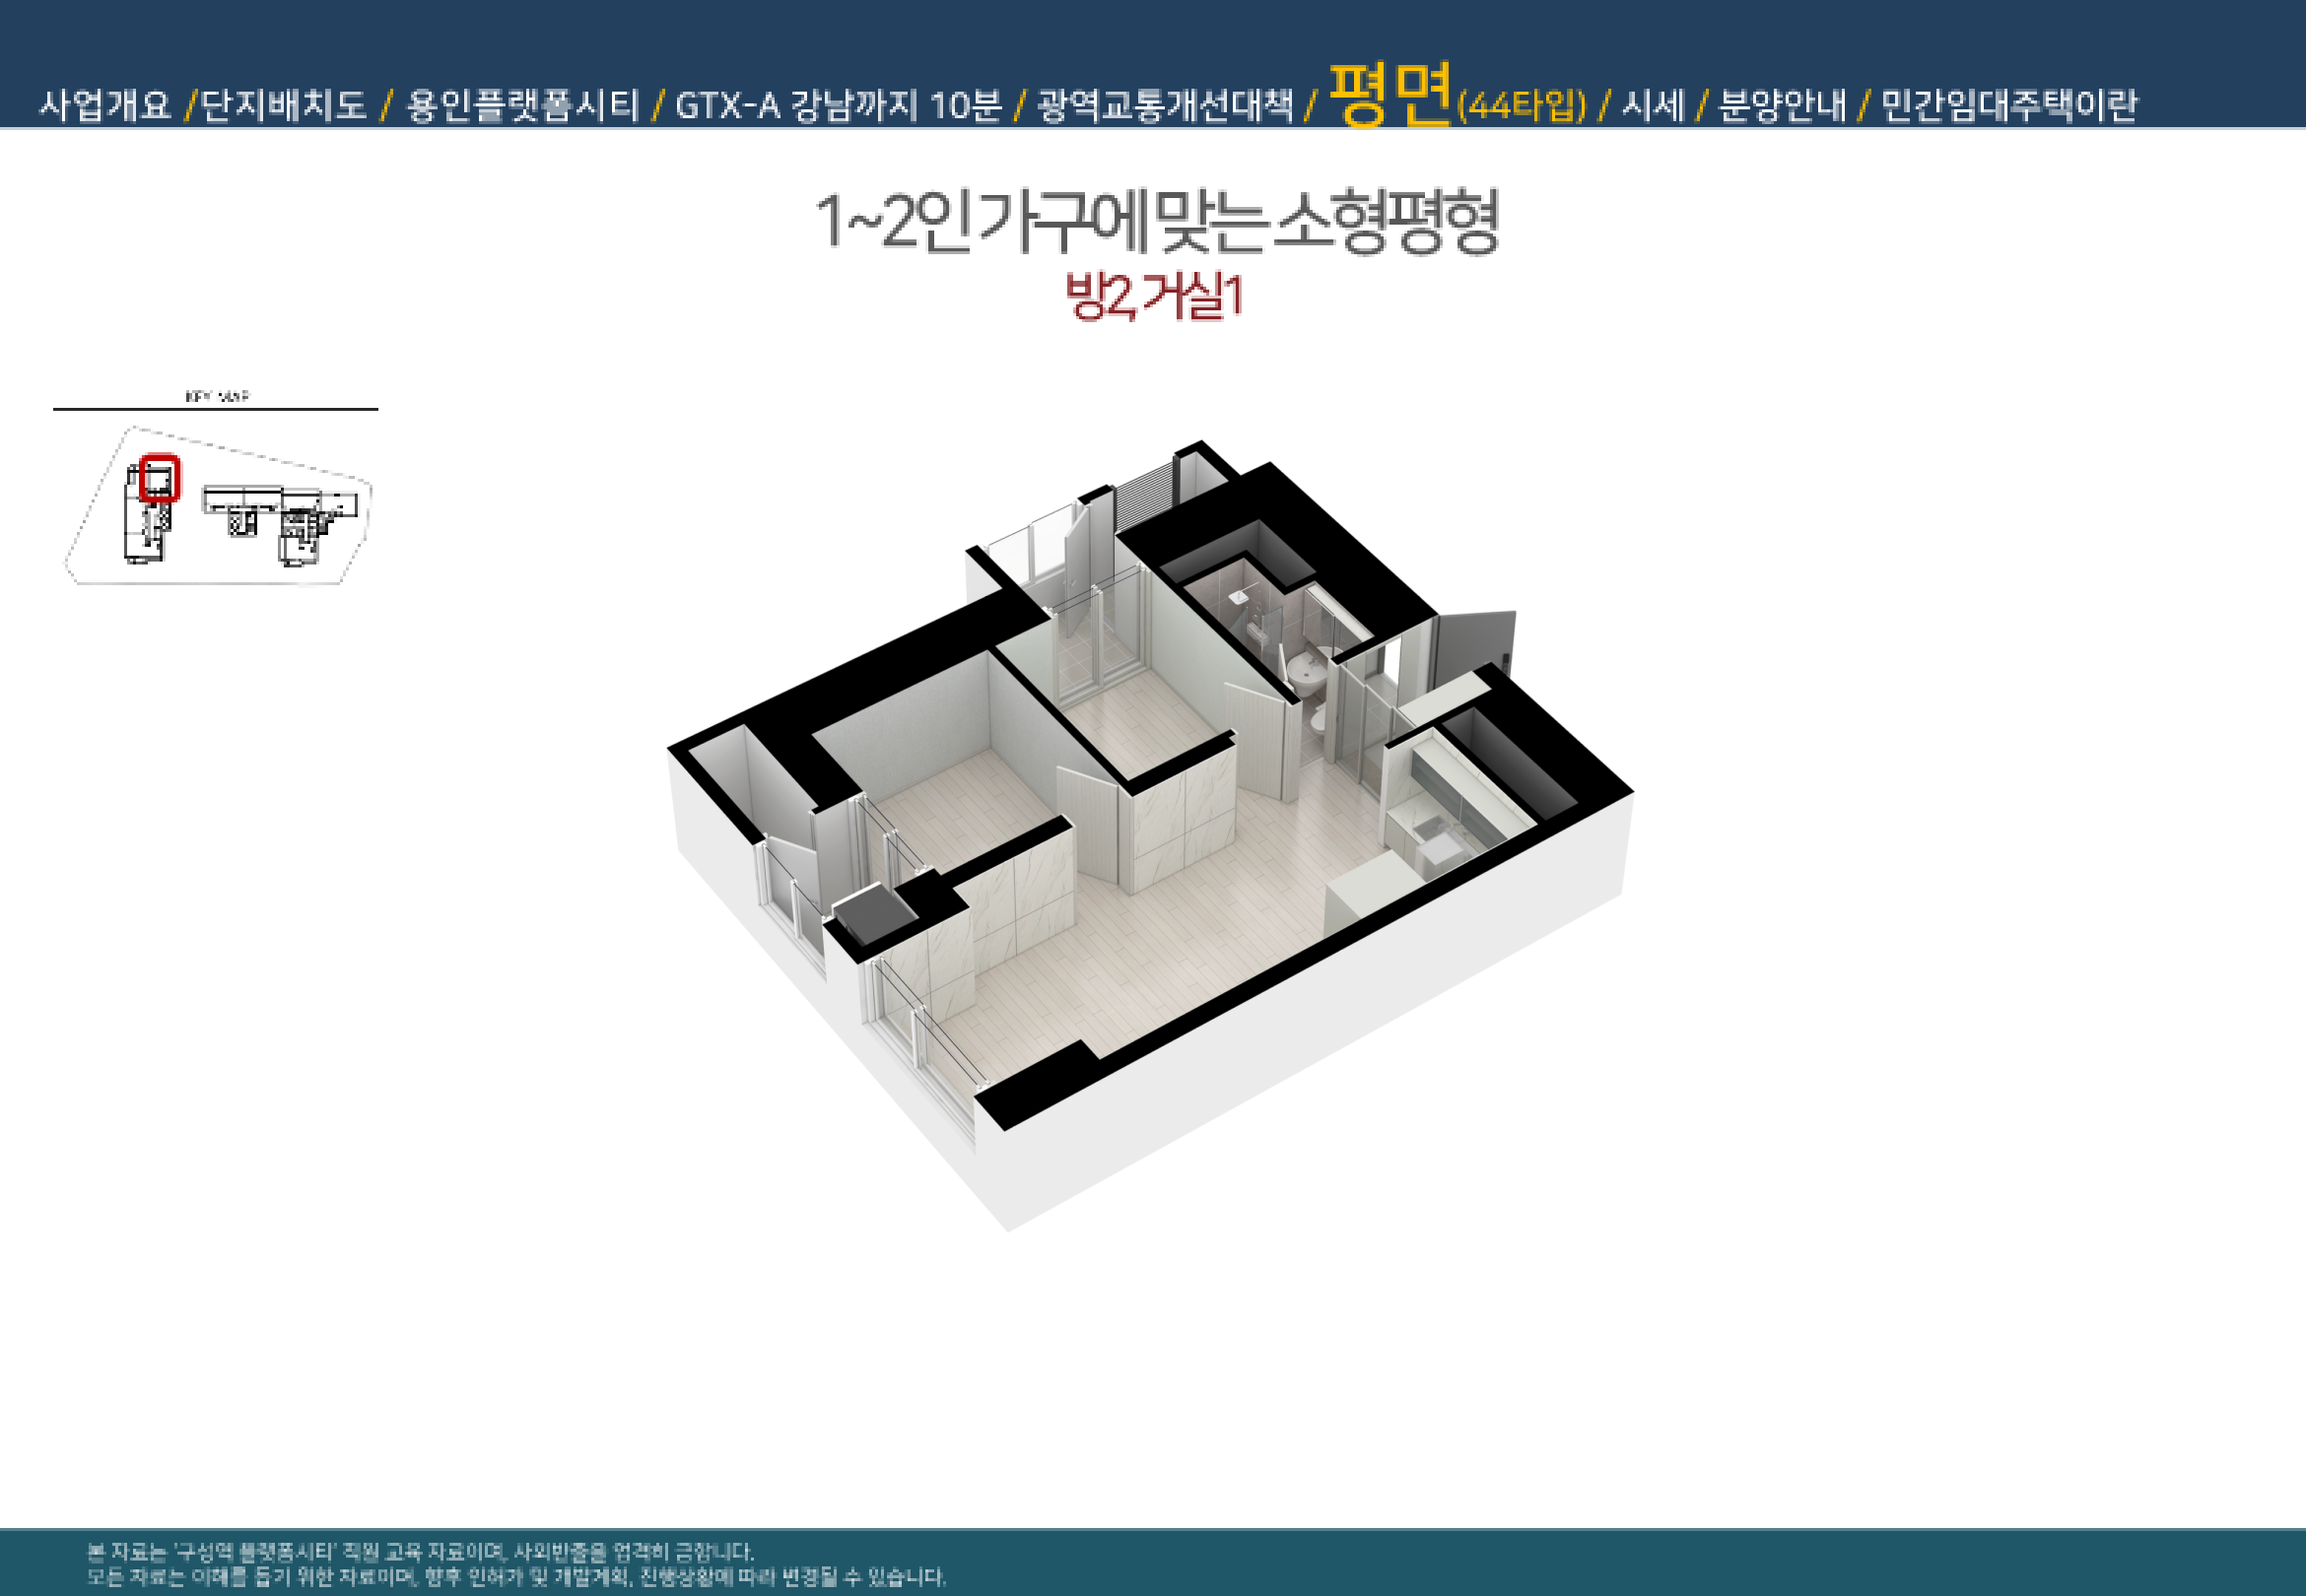 사업개요 /단지배치도 / 용인플랫폼시티 / GTX-A 강남까지 10분 / 광역교통개선대책 / 평면(44타입) / 시세 / 분양안내 / 민간임대주택이란
1~2인 가구에 맞는 소형평형
방2, 거실1
KEY MAP
본 자료는 '구성역 플랫폼시티' 직원 교육 자료이며, 사외반출을 엄격히 금합니다.
모든 자료는 이해를 돕기 위한 자료이며, 향후 인허가 및 개발계획, 진행상황에 따라 변경될 수 있습니다.